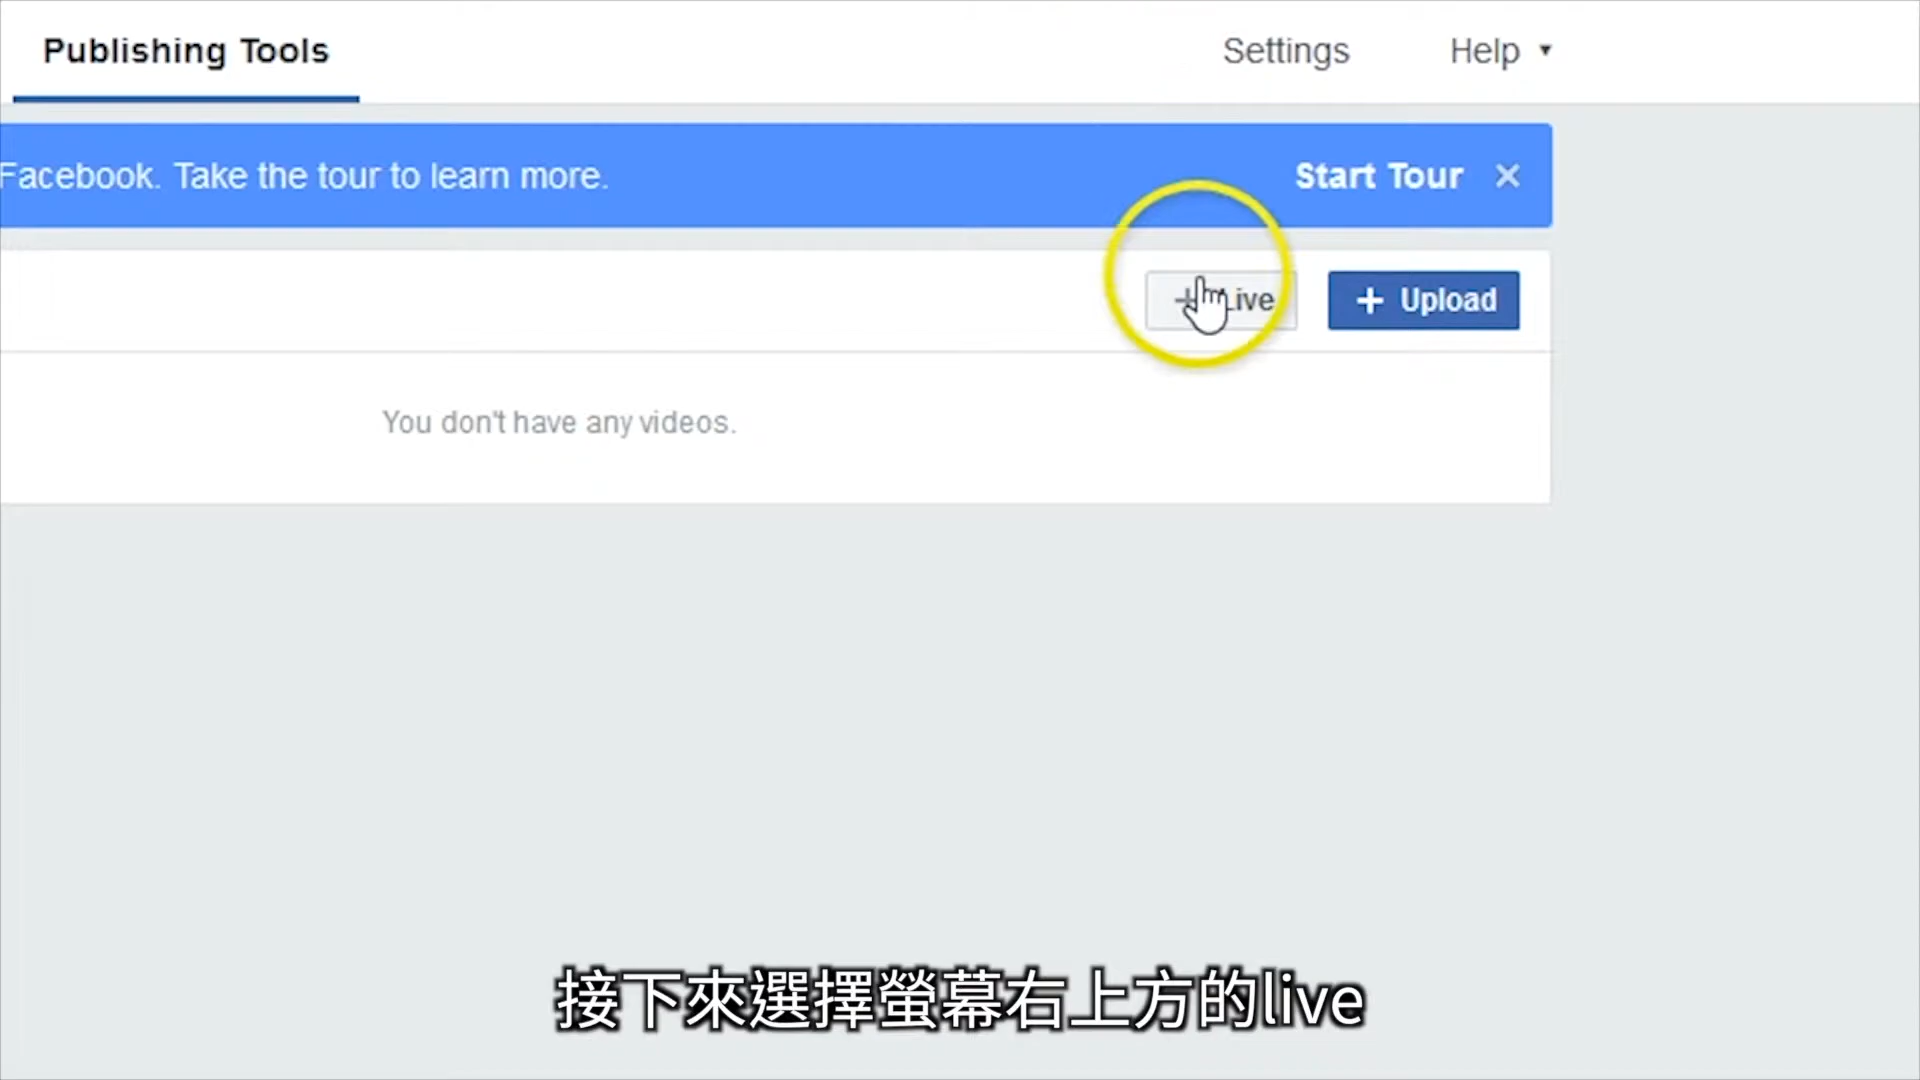 Publishing Tools
Settings
Help
Facebook. Take the tour to learn more.
Start Tour
+ Live
+ Upload
You don't have any videos.
接下來選擇螢幕右上方的live